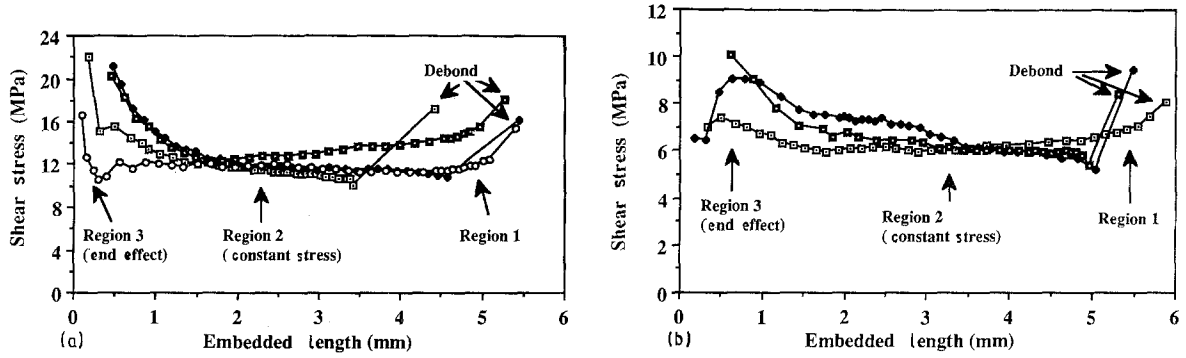 24
20
16
12
8
4
0
Shear stress (MPa)
Debond
Region 3
(end effect)
Region 2
(constant stress)
Region 1
0 1 2 3 4 5 6
(a)
Embedded length (mm)
12
10
8
6
4
2
0
Shear stress (MPa)
Debond
Region 3
(end effect)
Region 2
(constant stress)
Region 1
0 1 2 3 4 5 6
(b)
Embedded length (mm)